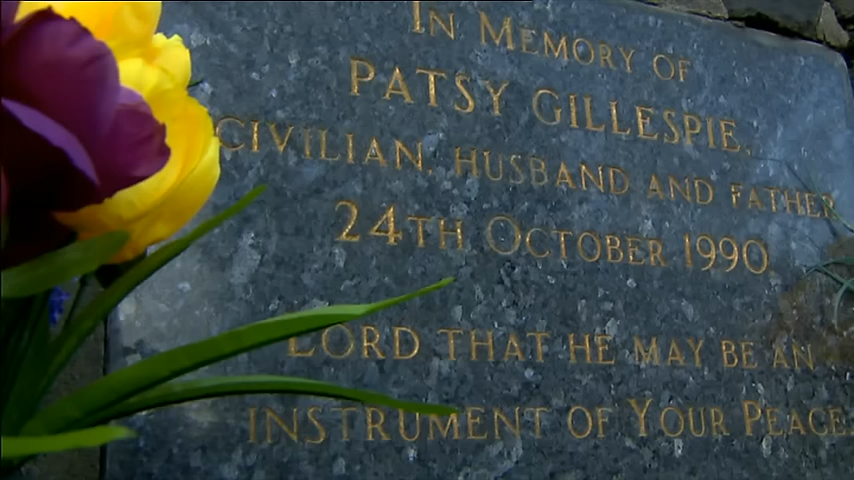 In Memory of
Patsy Gillespie,
Civilian, Husband and Father
24th October 1990
Lord that he may be an
instrument of Your Peace.